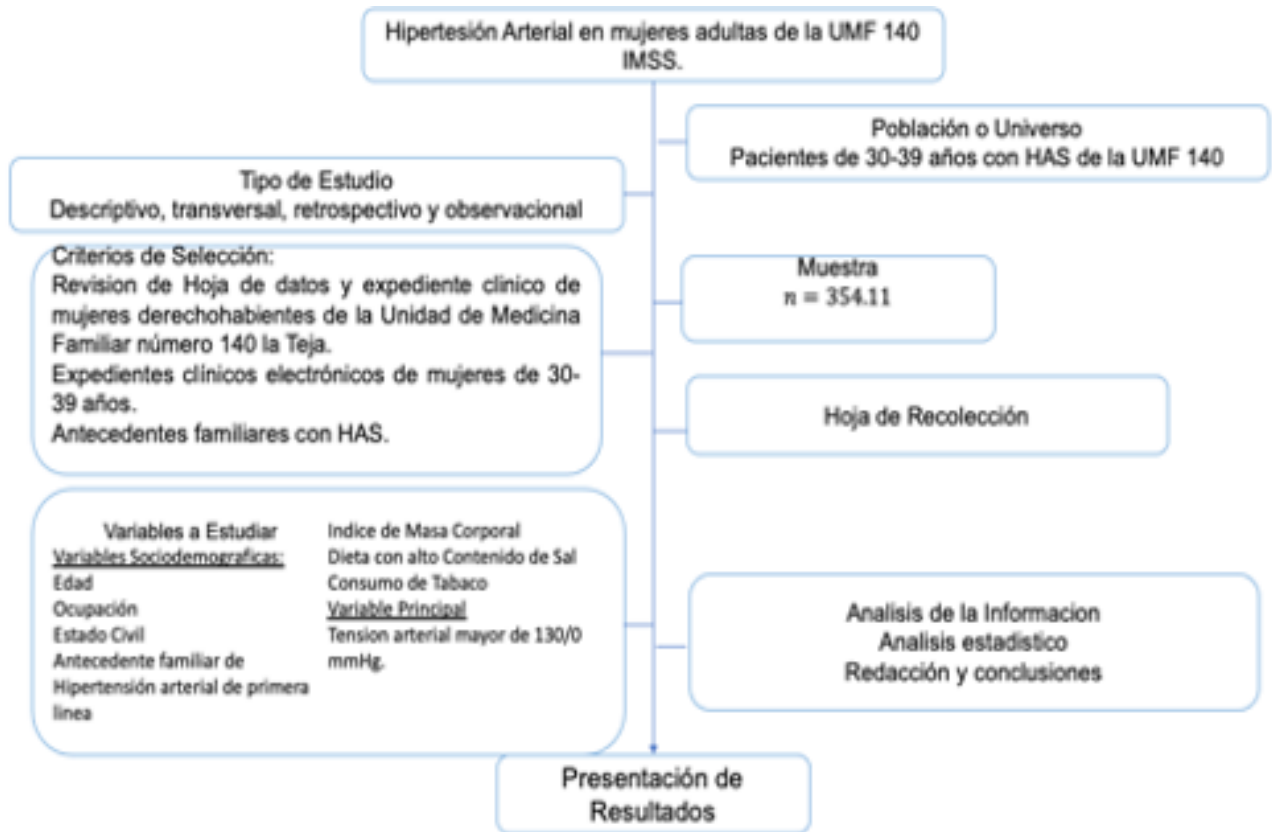 Hipertesión Arterial en mujeres adultas de la UMF 140
IMSS.
Población o Universo
Pacientes de 30-39 años con HAS de la UMF 140
Tipo de Estudio
Descriptivo, transversal, retrospectivo y observacional
Criterios de Selección:
Revision de Hoja de datos y expediente clínico de
mujeres derechohabientes de la Unidad de Medicina
Familiar número 140 la Teja.
Expedientes clínicos electrónicos de mujeres de 30-
39 años.
Antecedentes familiares con HAS.
Muestra
n = 354.11
Hoja de Recolección
Variables a Estudiar
Variables Sociodemograficas:
Edad
Ocupación
Estado Civil
Antecedente familiar de
Hipertensión arterial de primera
linea
Indice de Masa Corporal
Dieta con alto Contenido de Sal
Consumo de Tabaco
Variable Principal
Tension arterial mayor de 130/0
mmHg.
Analisis de la Informacion
Analisis estadistico
Redacción y conclusiones
Presentación de
Resultados